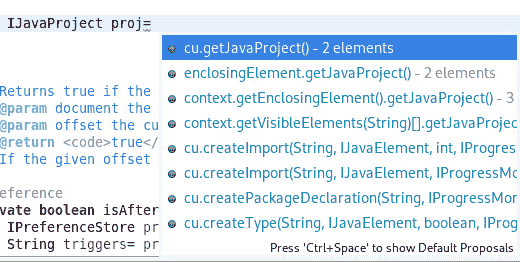 IJavaProject proj=
cu.getJavaProject() - 2 elements
enclosingElement.getJavaProject() - 2 elements
context.getEnclosingElement().getJavaProject() - 3
context.getVisibleElements(String)[].getJavaProjec
cu.createImport(String, IJavaElement, int, IProgres
cu.createImport(String, IJavaElement, IProgressMo
cu.createPackageDeclaration(String, IProgressMor
cu.createType(String, IJavaElement, boolean, IProg
Press 'Ctrl+Space' to show Default Proposals
Returns true if the
@param document the
@param offset the cu
@return <code>true</
If the given offset
eference
vate boolean isAfter
IPreferenceStore pr
String triggers= pr